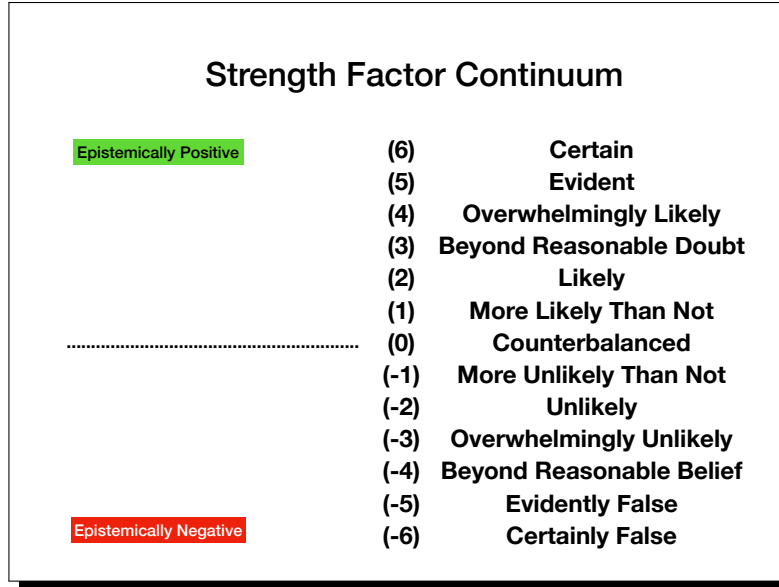 Strength Factor Continuum
Epistemically Positive (6) Certain
(5) Evident
(4) Overwhelmingly Likely
(3) Beyond Reasonable Doubt
(2) Likely
(1) More Likely Than Not
(0) Counterbalanced
(-1) More Unlikely Than Not
(-2) Unlikely
(-3) Overwhelmingly Unlikely
(-4) Beyond Reasonable Belief
(-5) Evidently False
Epistemically Negative (-6) Certainly False